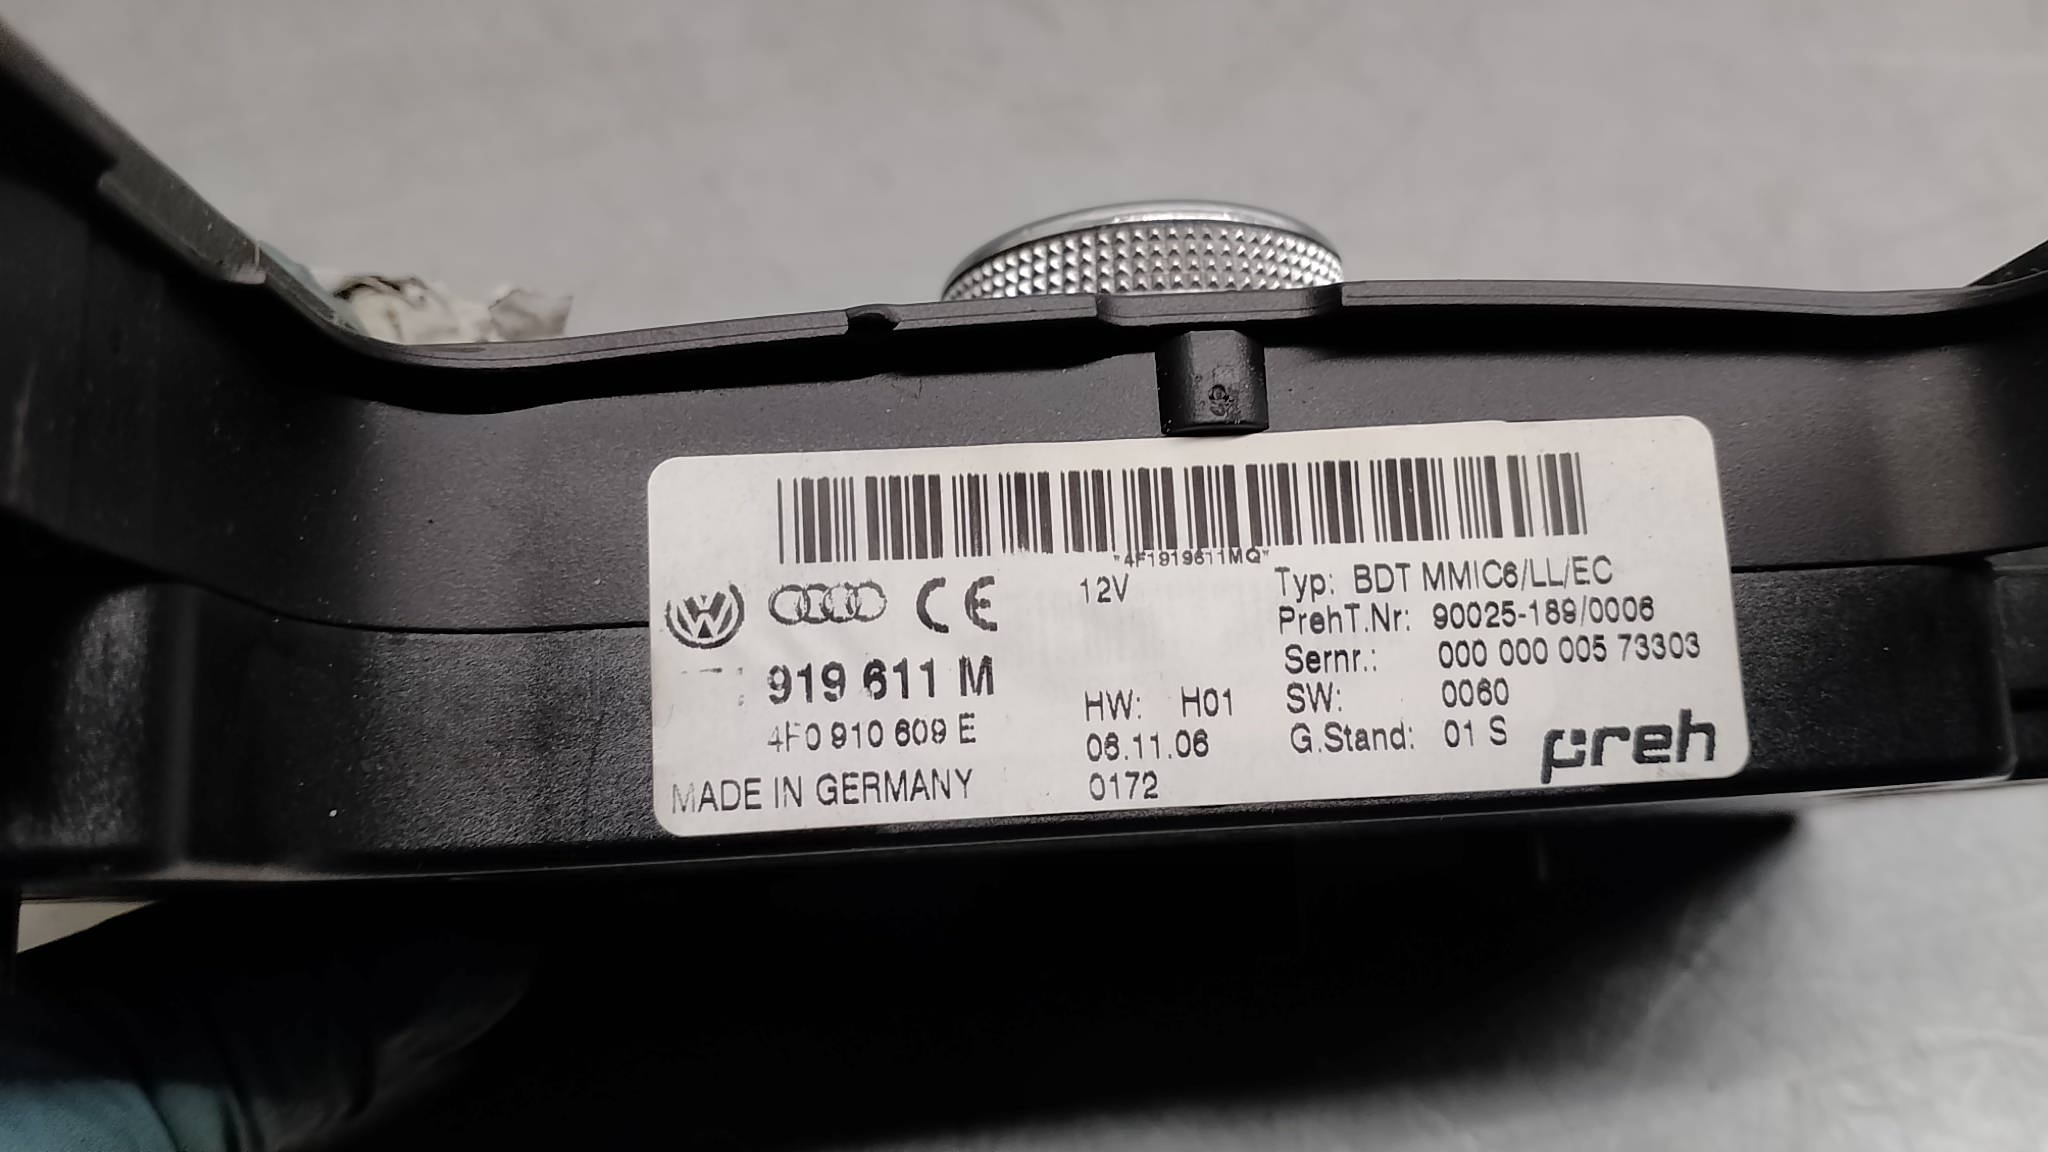 "4F1919611MQ"
12V
919 611 M
4F0 910 609 E
MADE IN GERMANY
HW: H01
06.11.06
0172
Typ: BDT MMIC6/LL/EC
PrehT.Nr: 90025-189/0006
Sernr.: 000 000 005 73303
SW: 0060
G.Stand: 01 S
preh